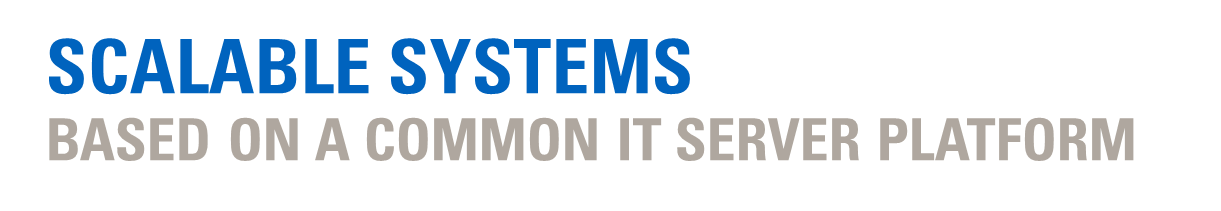 SCALABLE SYSTEMS
BASED ON A COMMON IT SERVER PLATFORM